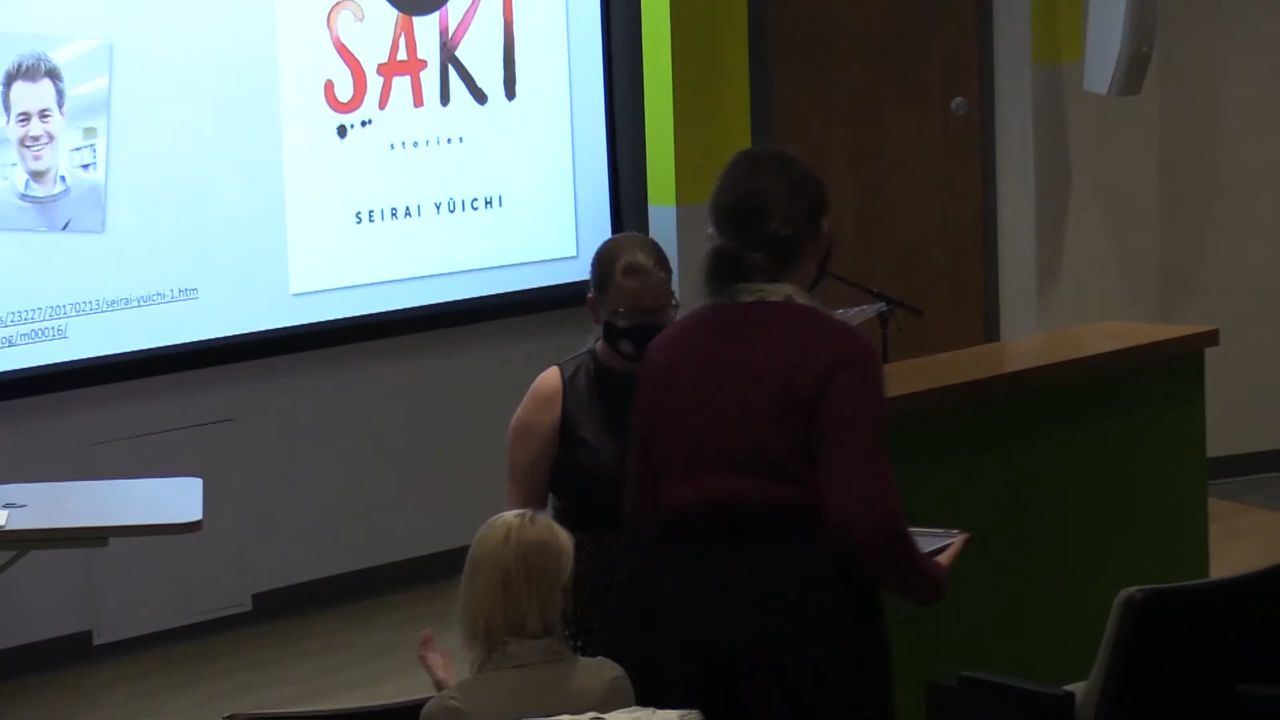 SAKI
stories
SEIRAI YŪICHI
s/23227/20170213/seirai-yuichi-1.htm
og/m00016/